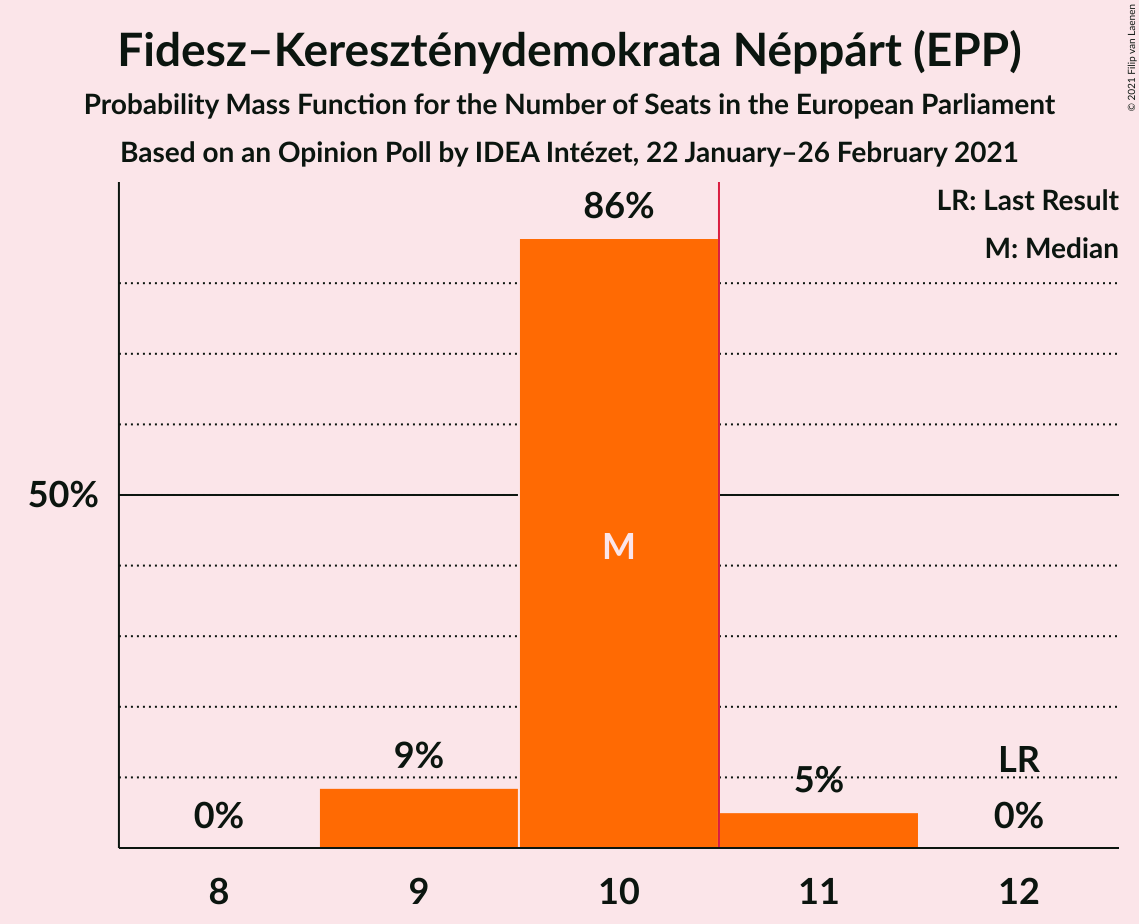 Fidesz–Kereszténydemokrata Néppárt (EPP)
Probability Mass Function for the Number of Seats in the European Parliament
Based on an Opinion Poll by IDEA Intézet, 22 January–26 February 2021
© 2021 Filip van Laenen
LR: Last Result
M: Median
86%
50%
M
9%
5%
LR
0%
0%
8 9 10 11 12